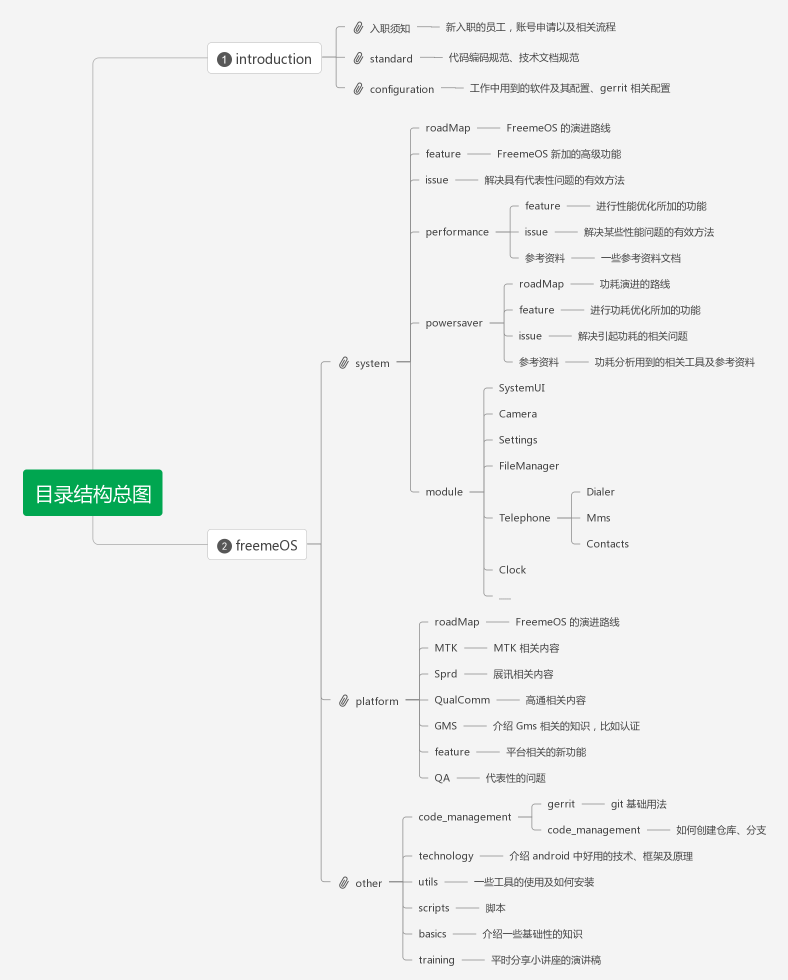 目录结构总图
1 introduction
入职须知 新入职的员工，账号申请以及相关流程
standard 代码编码规范、技术文档规范
configuration 工作中用到的软件及其配置、gerrit 相关配置
2 freemeOS
system
roadMap FreemeOS 的演进路线
feature FreemeOS 新加的高级功能
issue 解决具有代表性问题的有效方法
performance
feature 进行性能优化所加的功能
issue 解决某些性能问题的有效方法
参考资料 一些参考资料文档
powersaver
roadMap 功耗演进的路线
feature 进行功耗优化所加的功能
issue 解决引起功耗的相关问题
参考资料 功耗分析用到的相关工具及参考资料
module
SystemUI
Camera
Settings
FileManager
Telephone
Dialer
Mms
Contacts
Clock
platform
roadMap FreemeOS 的演进路线
MTK MTK 相关内容
Sprd 展讯相关内容
QualComm 高通相关内容
GMS 介绍 Gms 相关的知识，比如认证
feature 平台相关的新功能
QA 代表性的问题
other
code_management
gerrit git 基础用法
code_management 如何创建仓库、分支
technology 介绍 android 中好用的技术、框架及原理
utils 一些工具的使用及如何安装
scripts 脚本
basics 介绍一些基础性的知识
training 平时分享小讲座的演讲稿